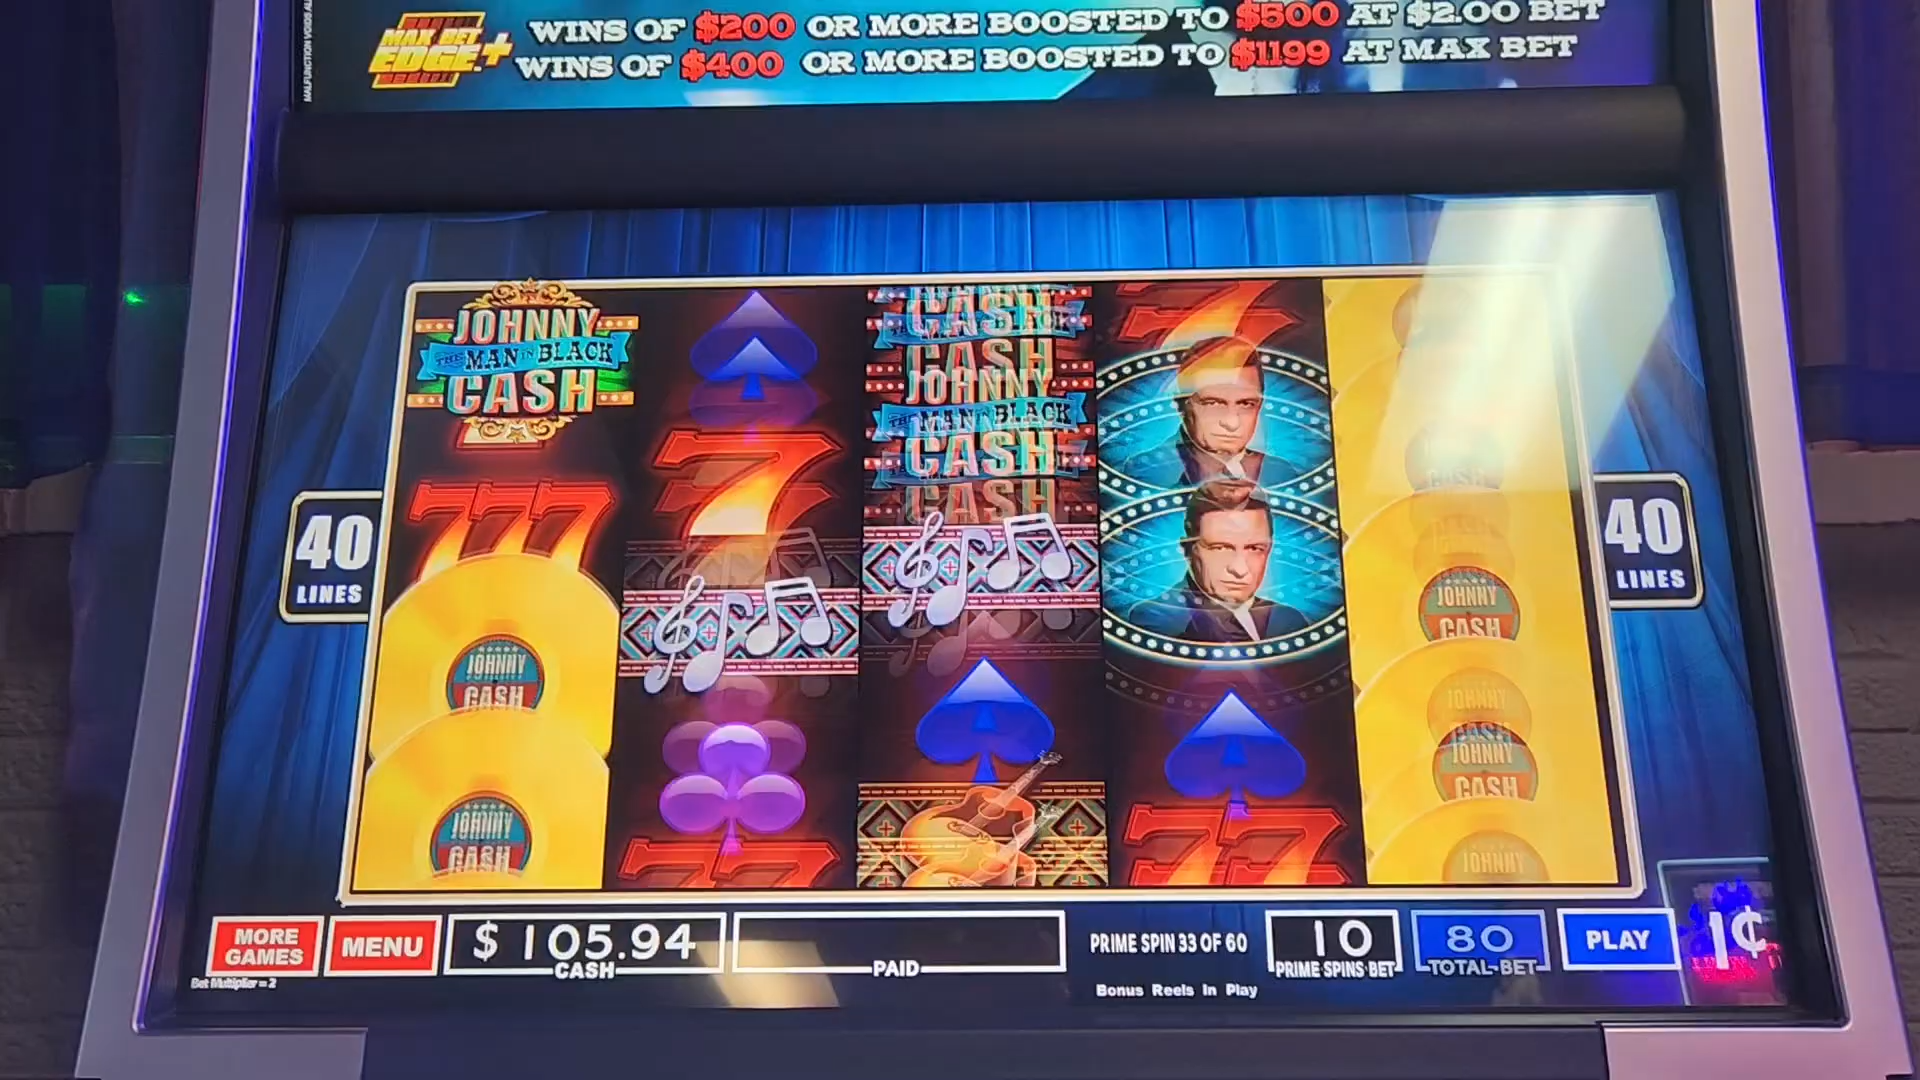 MAX BET
EDGE+
WINS OF $200 OR MORE BOOSTED TO $500 AT $2.00 BET
WINS OF $400 OR MORE BOOSTED TO $1199 AT MAX BET
JOHNNY
THE MAN IN BLACK
CASH
CASH
CASH
JOHNNY
THE MAN IN BLACK
CASH
CASH
7
777
7
40
LINES
40
LINES
JOHNNY
CASH
JOHNNY
CASH
JOHNNY
CASH
JOHNNY
CASH
JOHNNY
MORE
GAMES
MENU
$ 105.94
CASH
PAID
PRIME SPIN 33 OF 60
10
PRIME SPINS BET
80
TOTAL BET
PLAY
1¢
Bet Multiplier = 2
Bonus Reels In Play